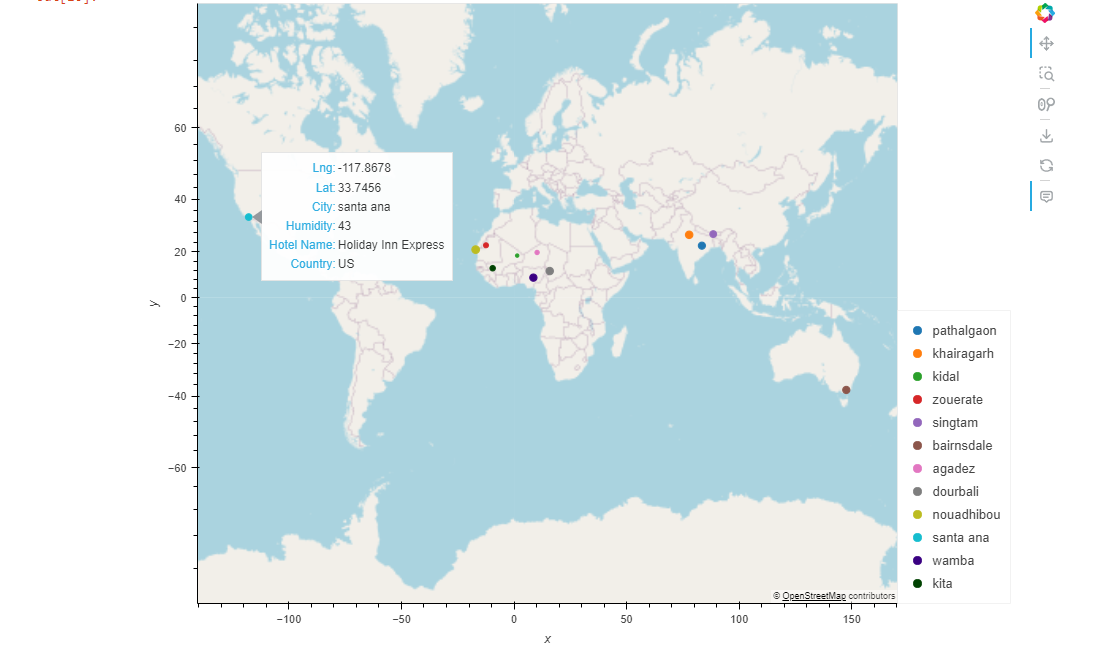 60
40
20
0
−20
−40
−60
y
−100
−50
0
50
100
150
x
Lng: -117.8678
Lat: 33.7456
City: santa ana
Humidity: 43
Hotel Name: Holiday Inn Express
Country: US
pathalgaon
khairagarh
kidal
zouerate
singtam
bairnsdale
agadez
dourbali
nouadhibou
santa ana
wamba
kita
© OpenStreetMap contributors